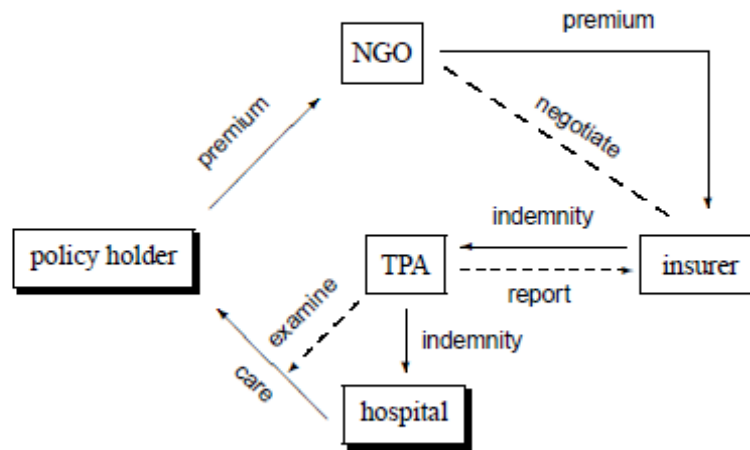 premium
NGO
premium
negotiate
indemnity
policy holder
TPA
insurer
report
examine
indemnity
care
hospital